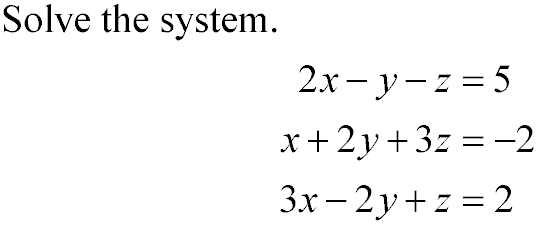 Solve the system.
2x − y − z = 5
x + 2y + 3z = −2
3x − 2y + z = 2